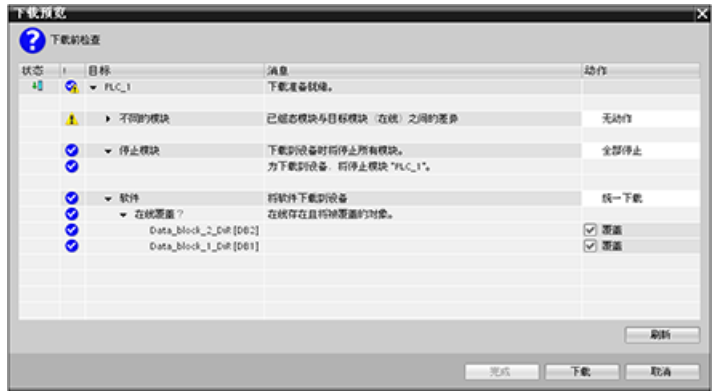 下载预览
下载前检查
状态 ! 目标 消息 动作
PLC_1 下载准备就绪。
不同的模块 已组态模块与目标模块（在线）之间的差异 无动作
停止模块 下载到设备时将停止所有模块。 全部停止
为下载到设备，将停止模块 "PLC_1"。
软件 将软件下载到设备 统一下载
在线覆盖？ 在线存在且将被覆盖的对象。
Data_block_2_DiR [DB2] 覆盖
Data_block_1_DiR [DB1] 覆盖
刷新
完成 下载 取消